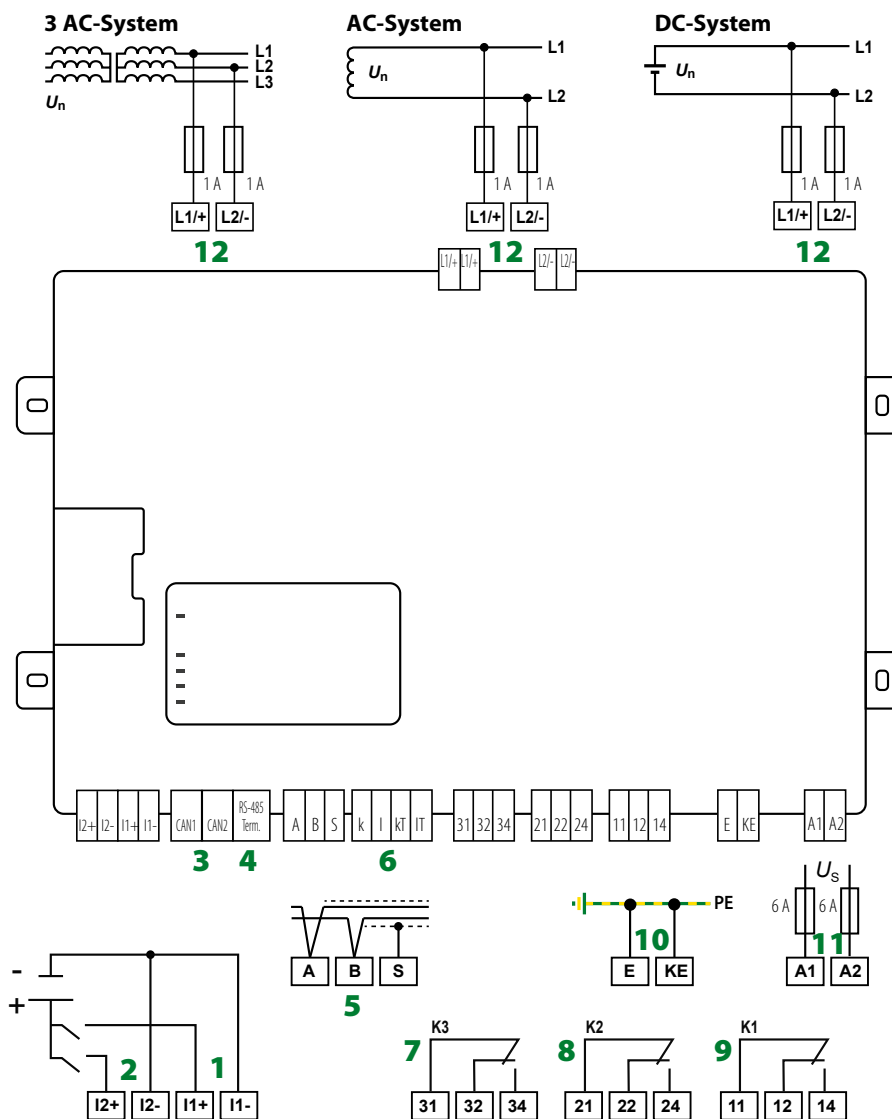 3 AC-System AC-System DC-System
L1
L2
L3
Un
L1
Un
L2
L1
Un
L2
1 A 1 A 1 A 1 A 1 A 1 A
L1/+ L2/- L1/+ L2/- L1/+ L2/-
12 12 12
L1/+ L1/+ L2/- L2/-
I2+ I2- I1+ I1- CAN1 CAN2 RS-485 Term. A B S k l kT lT 31 32 34 21 22 24 11 12 14 E KE A1 A2
3 4 6
US
6 A 6 A
PE
10 11
A B S E KE A1 A2
5
-
+
2 1
I2+ I2- I1+ I1-
K3 K2 K1
7 8 9
31 32 34 21 22 24 11 12 14